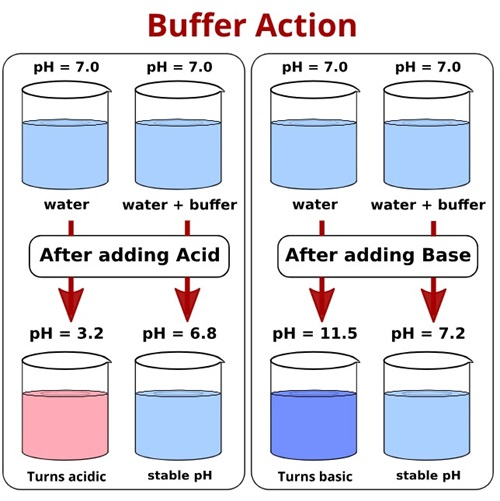 Buffer Action
pH = 7.0
pH = 7.0
water
water + buffer
After adding Acid
pH = 3.2
pH = 6.8
Turns acidic
stable pH
pH = 7.0
pH = 7.0
water
water + buffer
After adding Base
pH = 11.5
pH = 7.2
Turns basic
stable pH